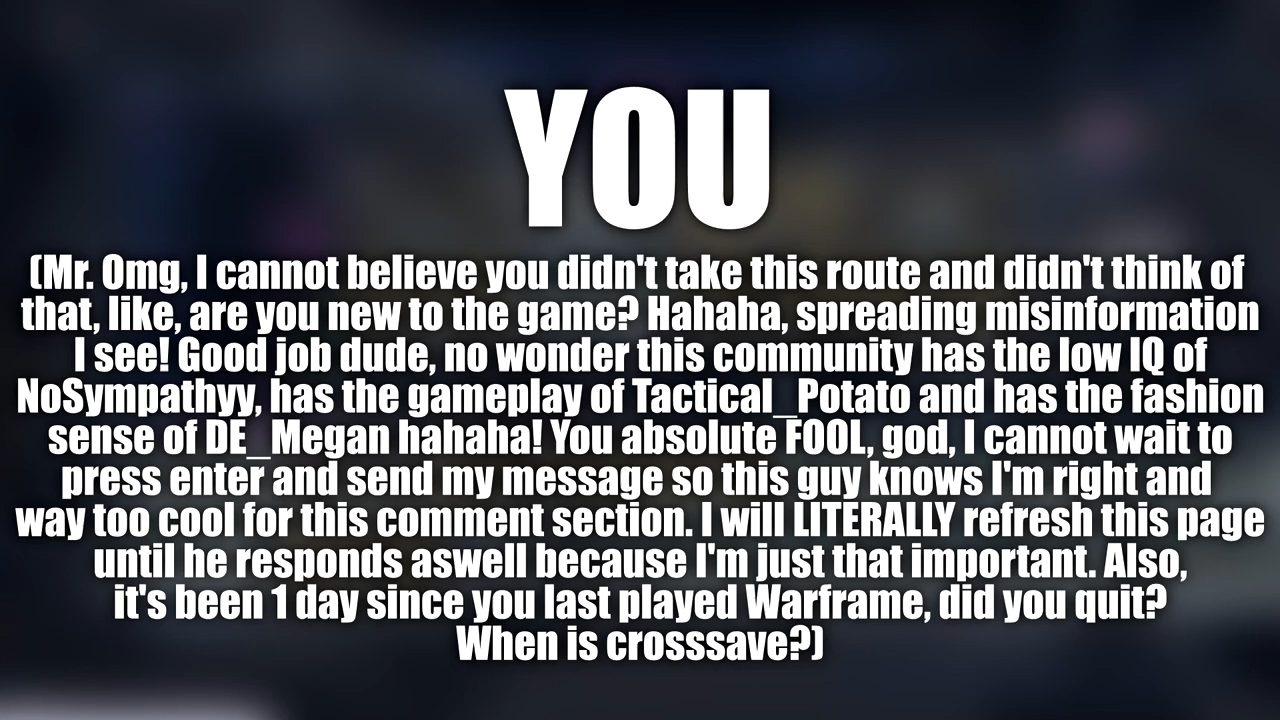 YOU
(Mr. Omg, I cannot believe you didn't take this route and didn't think of
that, like, are you new to the game? Hahaha, spreading misinformation
I see! Good job dude, no wonder this community has the low IQ of
NoSympathyy, has the gameplay of Tactical_Potato and has the fashion
sense of DE_Megan hahaha! You absolute FOOL, god, I cannot wait to
press enter and send my message so this guy knows I'm right and
way too cool for this comment section. I will LITERALLY refresh this page
until he responds aswell because I'm just that important. Also,
it's been 1 day since you last played Warframe, did you quit?
When is crosssave?)